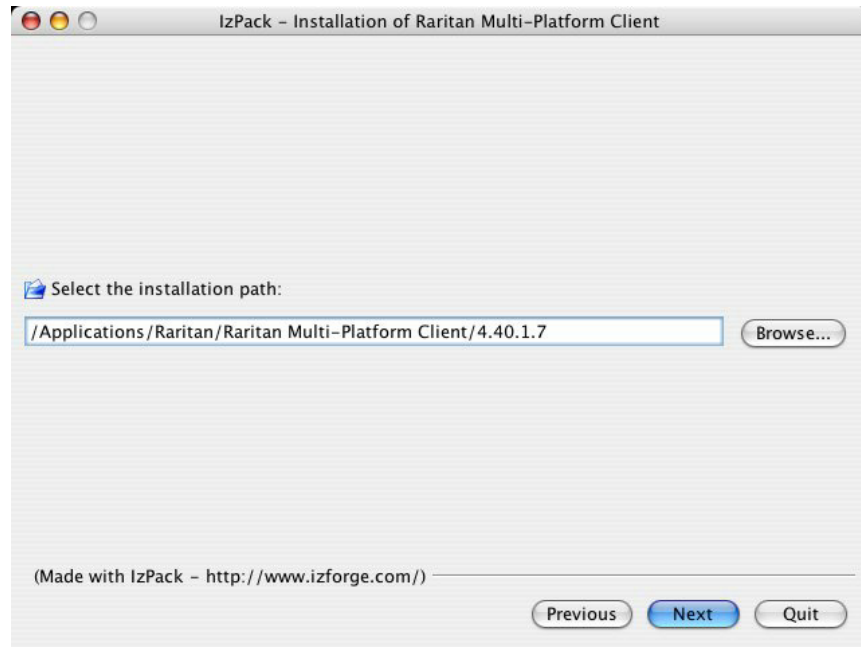 IzPack – Installation of Raritan Multi–Platform Client
Select the installation path:
/Applications/Raritan/Raritan Multi–Platform Client/4.40.1.7
Browse...
(Made with IzPack – http://www.izforge.com/)
Previous
Next
Quit